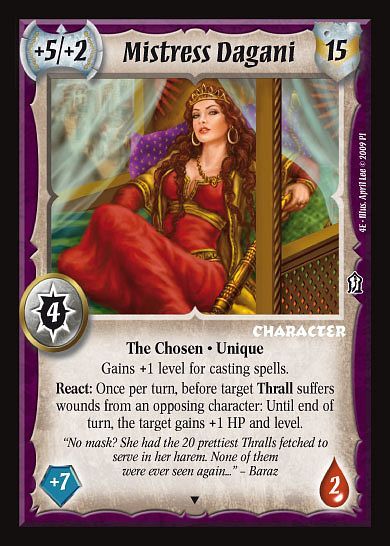 +5/+2
Mistress Dagani
15
4E • Illus. April Lee © 2009 PI
4
CHARACTER
The Chosen • Unique
Gains +1 level for casting spells.
React: Once per turn, before target Thrall suffers
wounds from an opposing character: Until end of
turn, the target gains +1 HP and level.
"No mask? She had the 20 prettiest Thralls fetched to
serve in her harem. None of them
were ever seen again..." – Baraz
+7
2